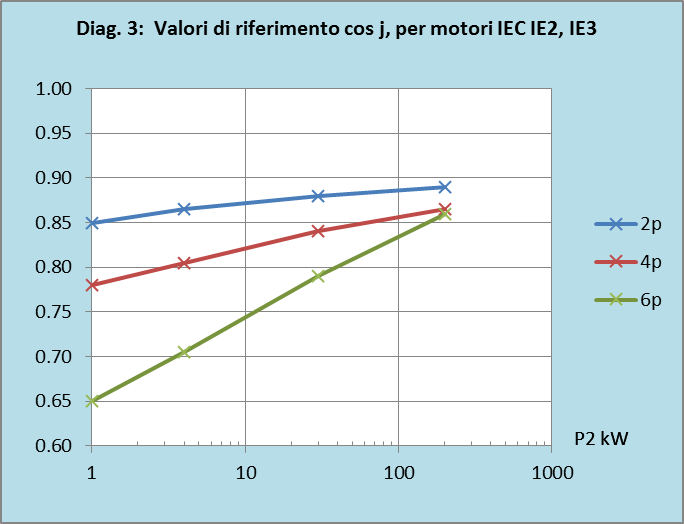 Diag. 3:  Valori di riferimento cos j, per motori IEC IE2, IE3
1.00
0.95
0.90
0.85
0.80
0.75
0.70
0.65
0.60
1
10
100
1000
P2 kW
2p
4p
6p